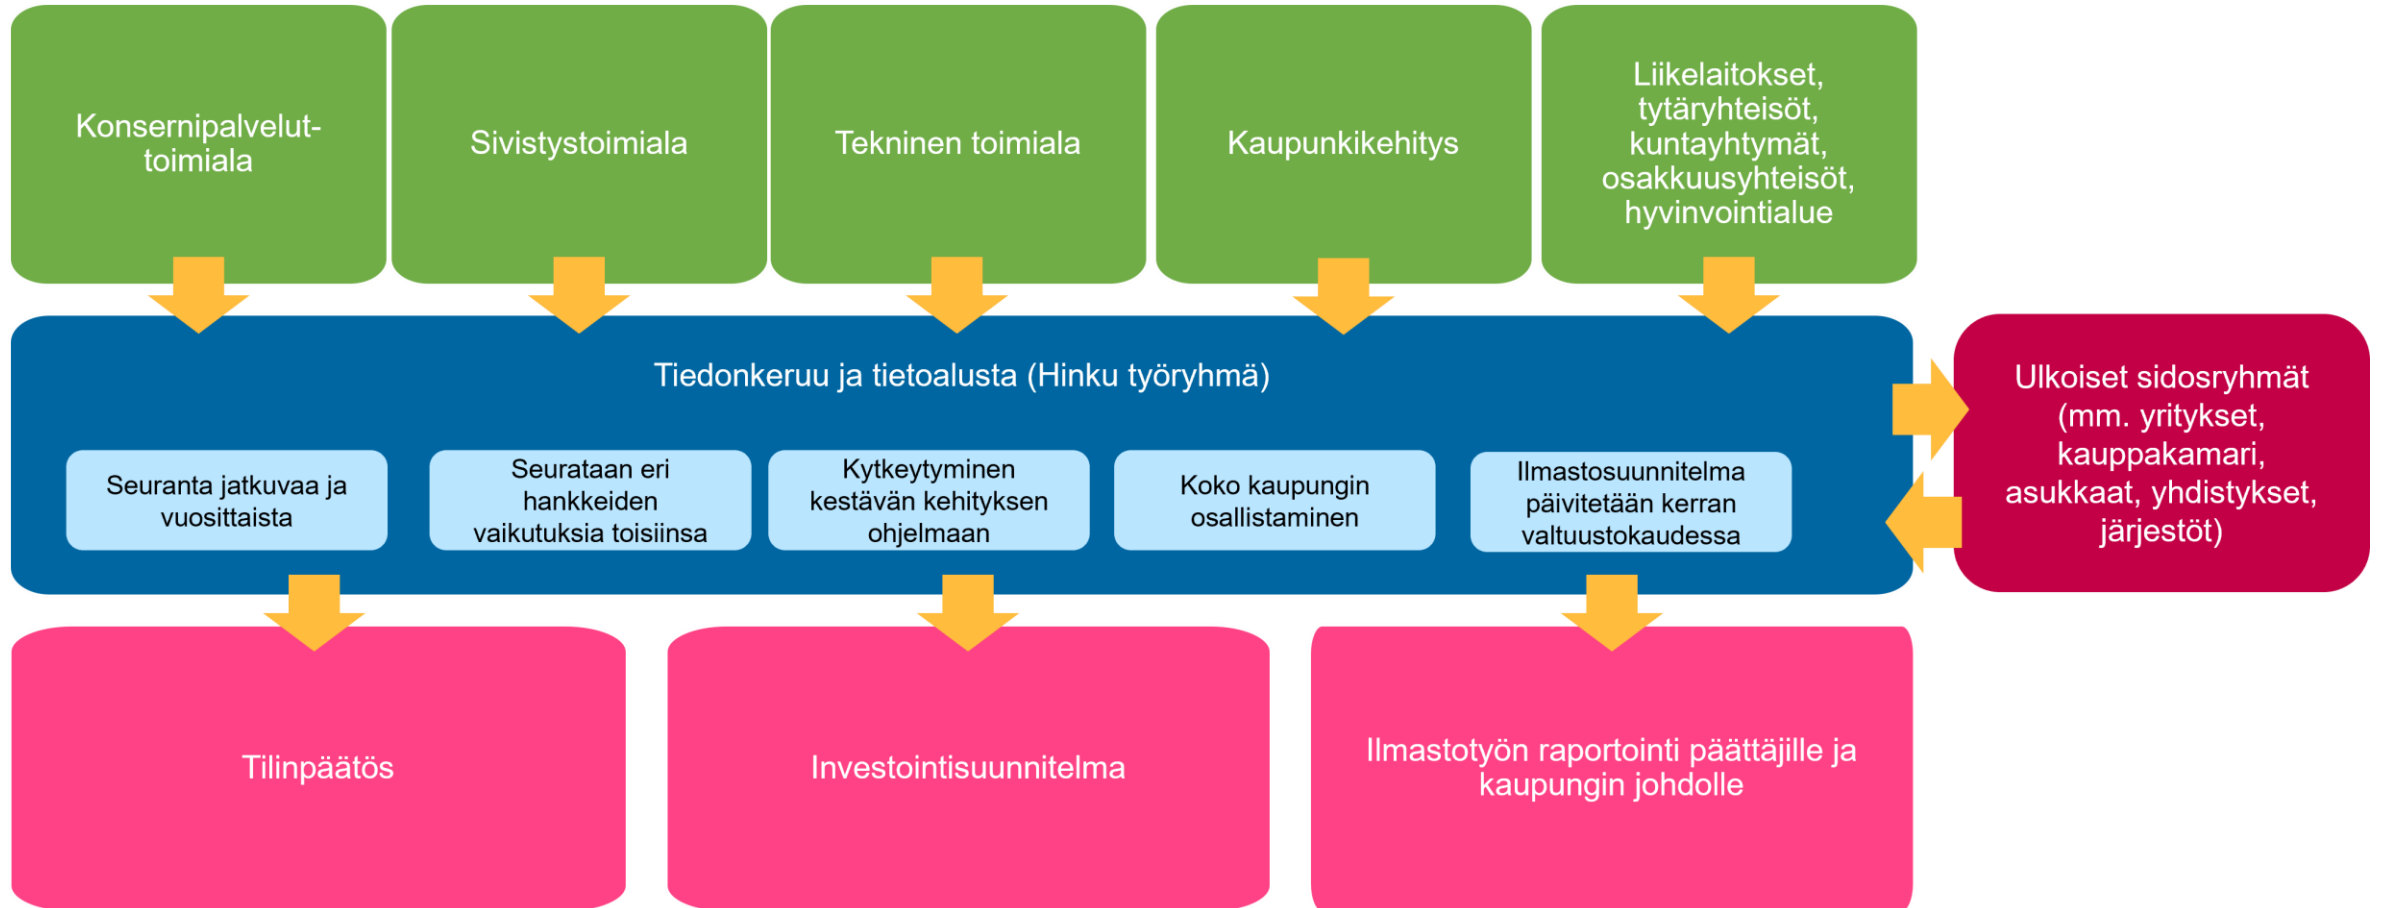 Konsernipalvelut-
toimiala
Sivistystoimiala
Tekninen toimiala
Kaupunkikehitys
Liikelaitokset,
tytäryhteisöt,
kuntayhtymät,
osakkuusyhteisöt,
hyvinvointialue
Tiedonkeruu ja tietoalusta (Hinku työryhmä)
Seuranta jatkuvaa ja
vuosittaista
Seurataan eri
hankkeiden
vaikutuksia toisiinsa
Kytkeytyminen
kestävän kehityksen
ohjelmaan
Koko kaupungin
osallistaminen
Ilmastosuunnitelma
päivitetään kerran
valtuustokaudessa
Ulkoiset sidosryhmät
(mm. yritykset,
kauppakamari,
asukkaat, yhdistykset,
järjestöt)
Tilinpäätös
Investointisuunnitelma
Ilmastotyön raportointi päättäjille ja
kaupungin johdolle